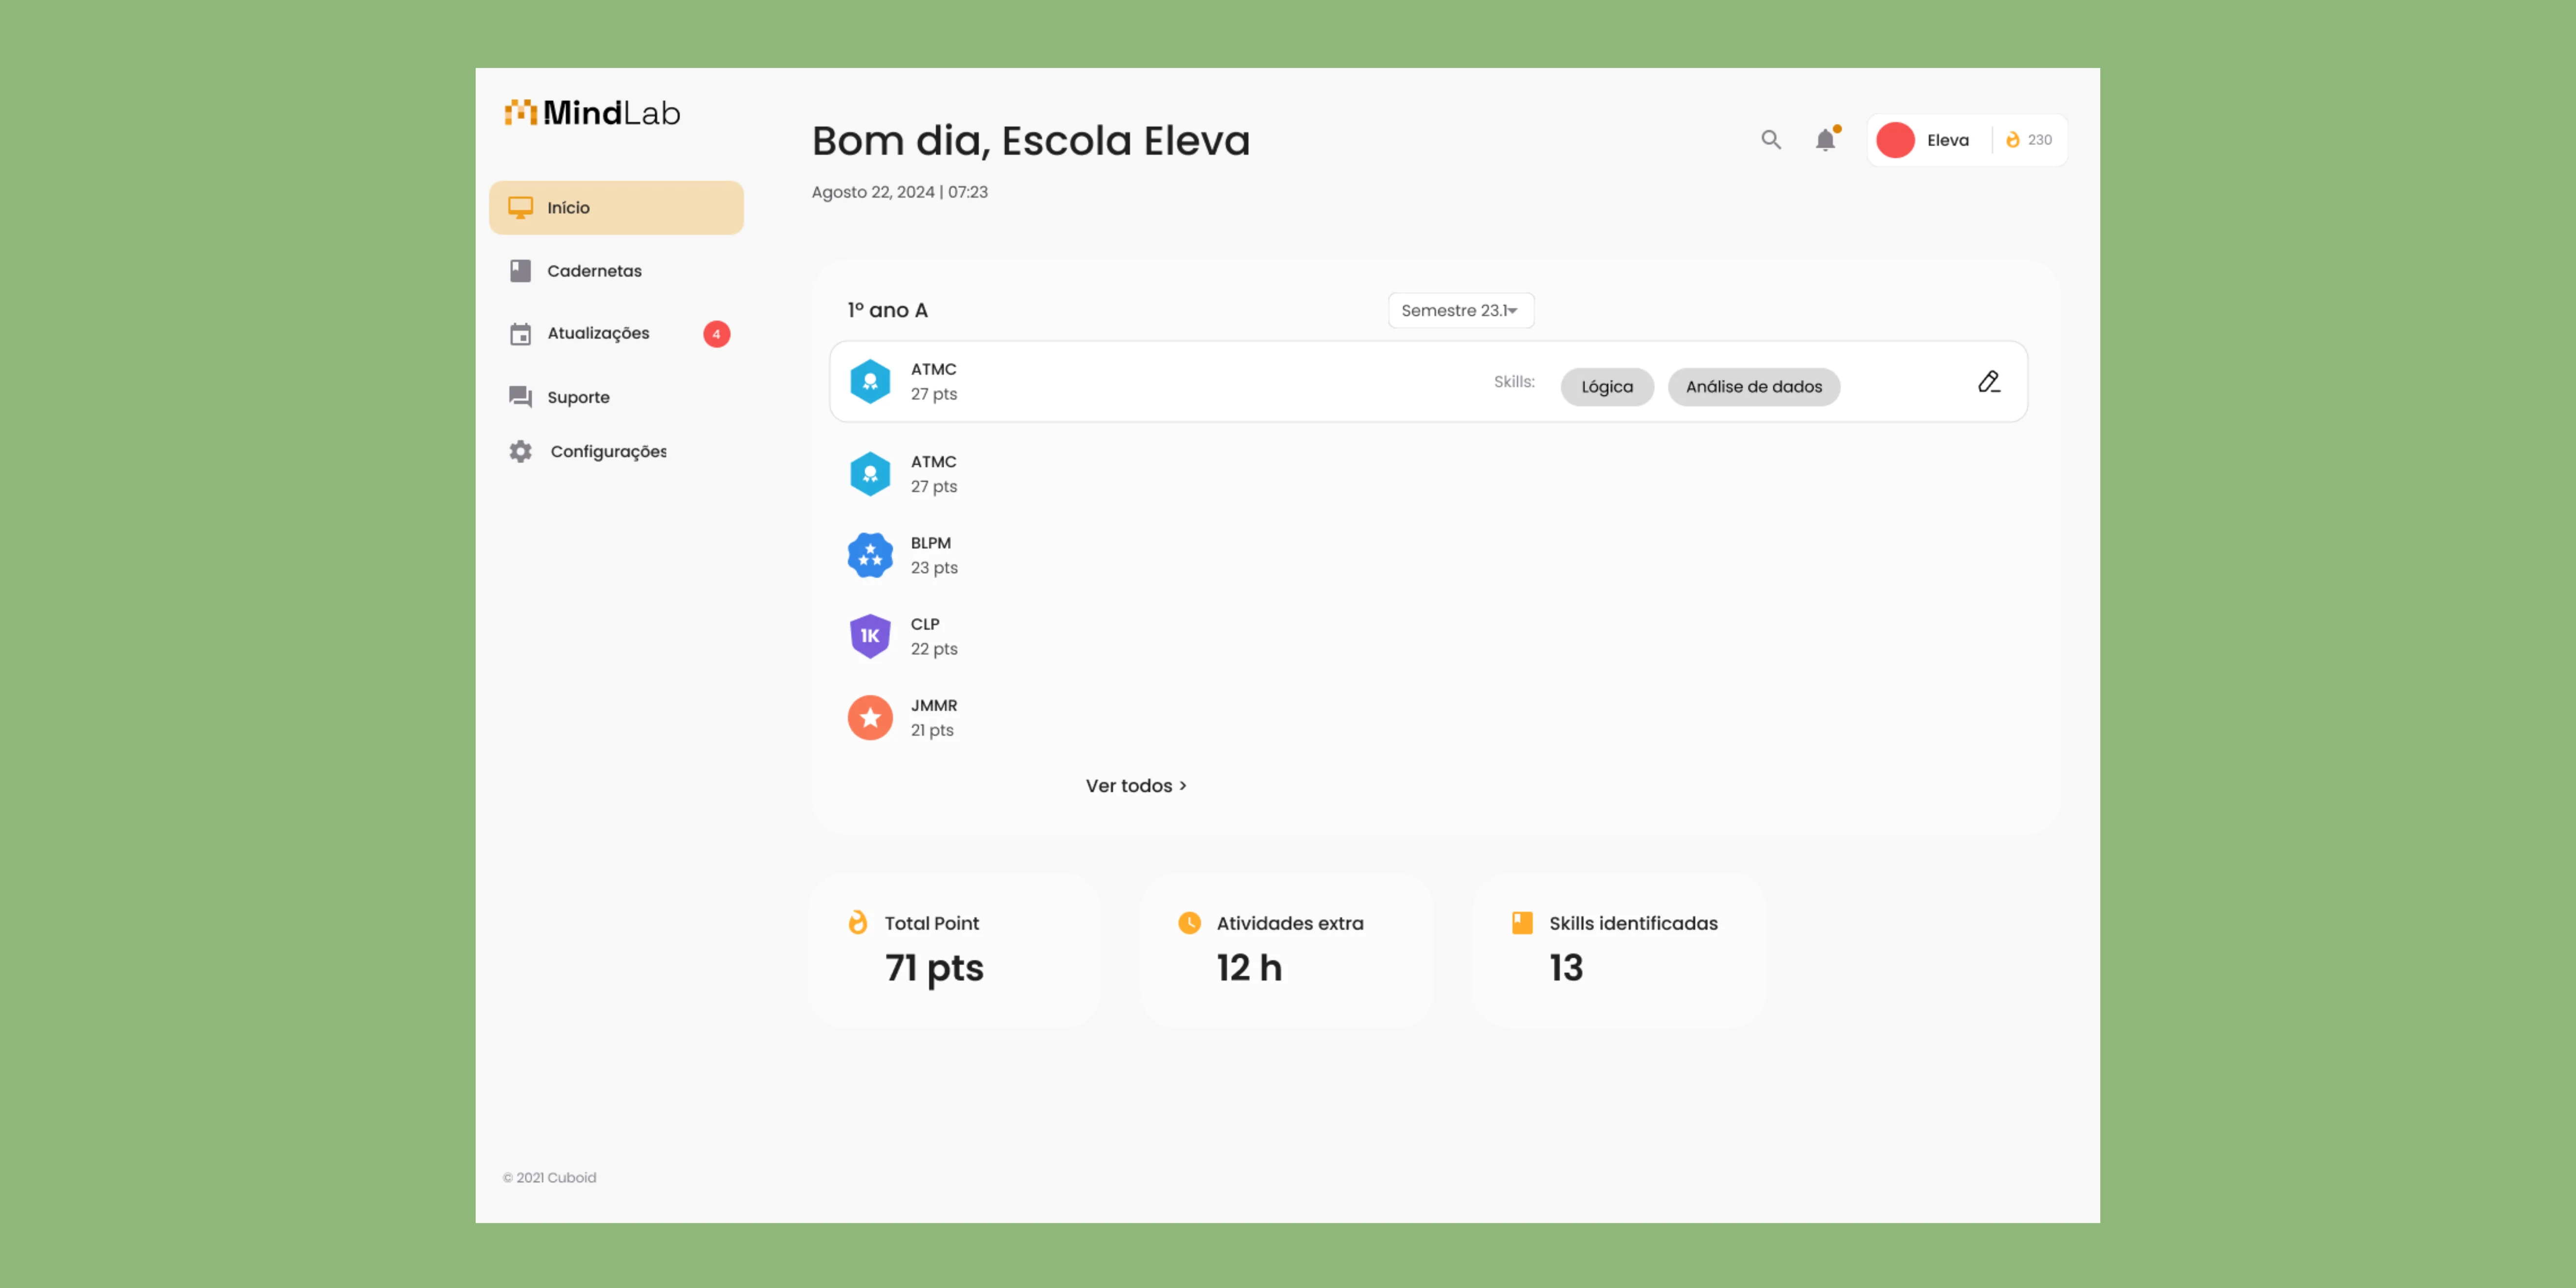 MindLab
Início
Cadernetas
Atualizações 4
Suporte
Configurações
© 2021 Cuboid
Bom dia, Escola Eleva
Agosto 22, 2024 | 07:23
Eleva 230
1º ano A
Semestre 23.1
ATMC
27 pts
Skills: Lógica Análise de dados
ATMC
27 pts
BLPM
23 pts
1K
CLP
22 pts
JMMR
21 pts
Ver todos >
Total Point
71 pts
Atividades extra
12 h
Skills identificadas
13